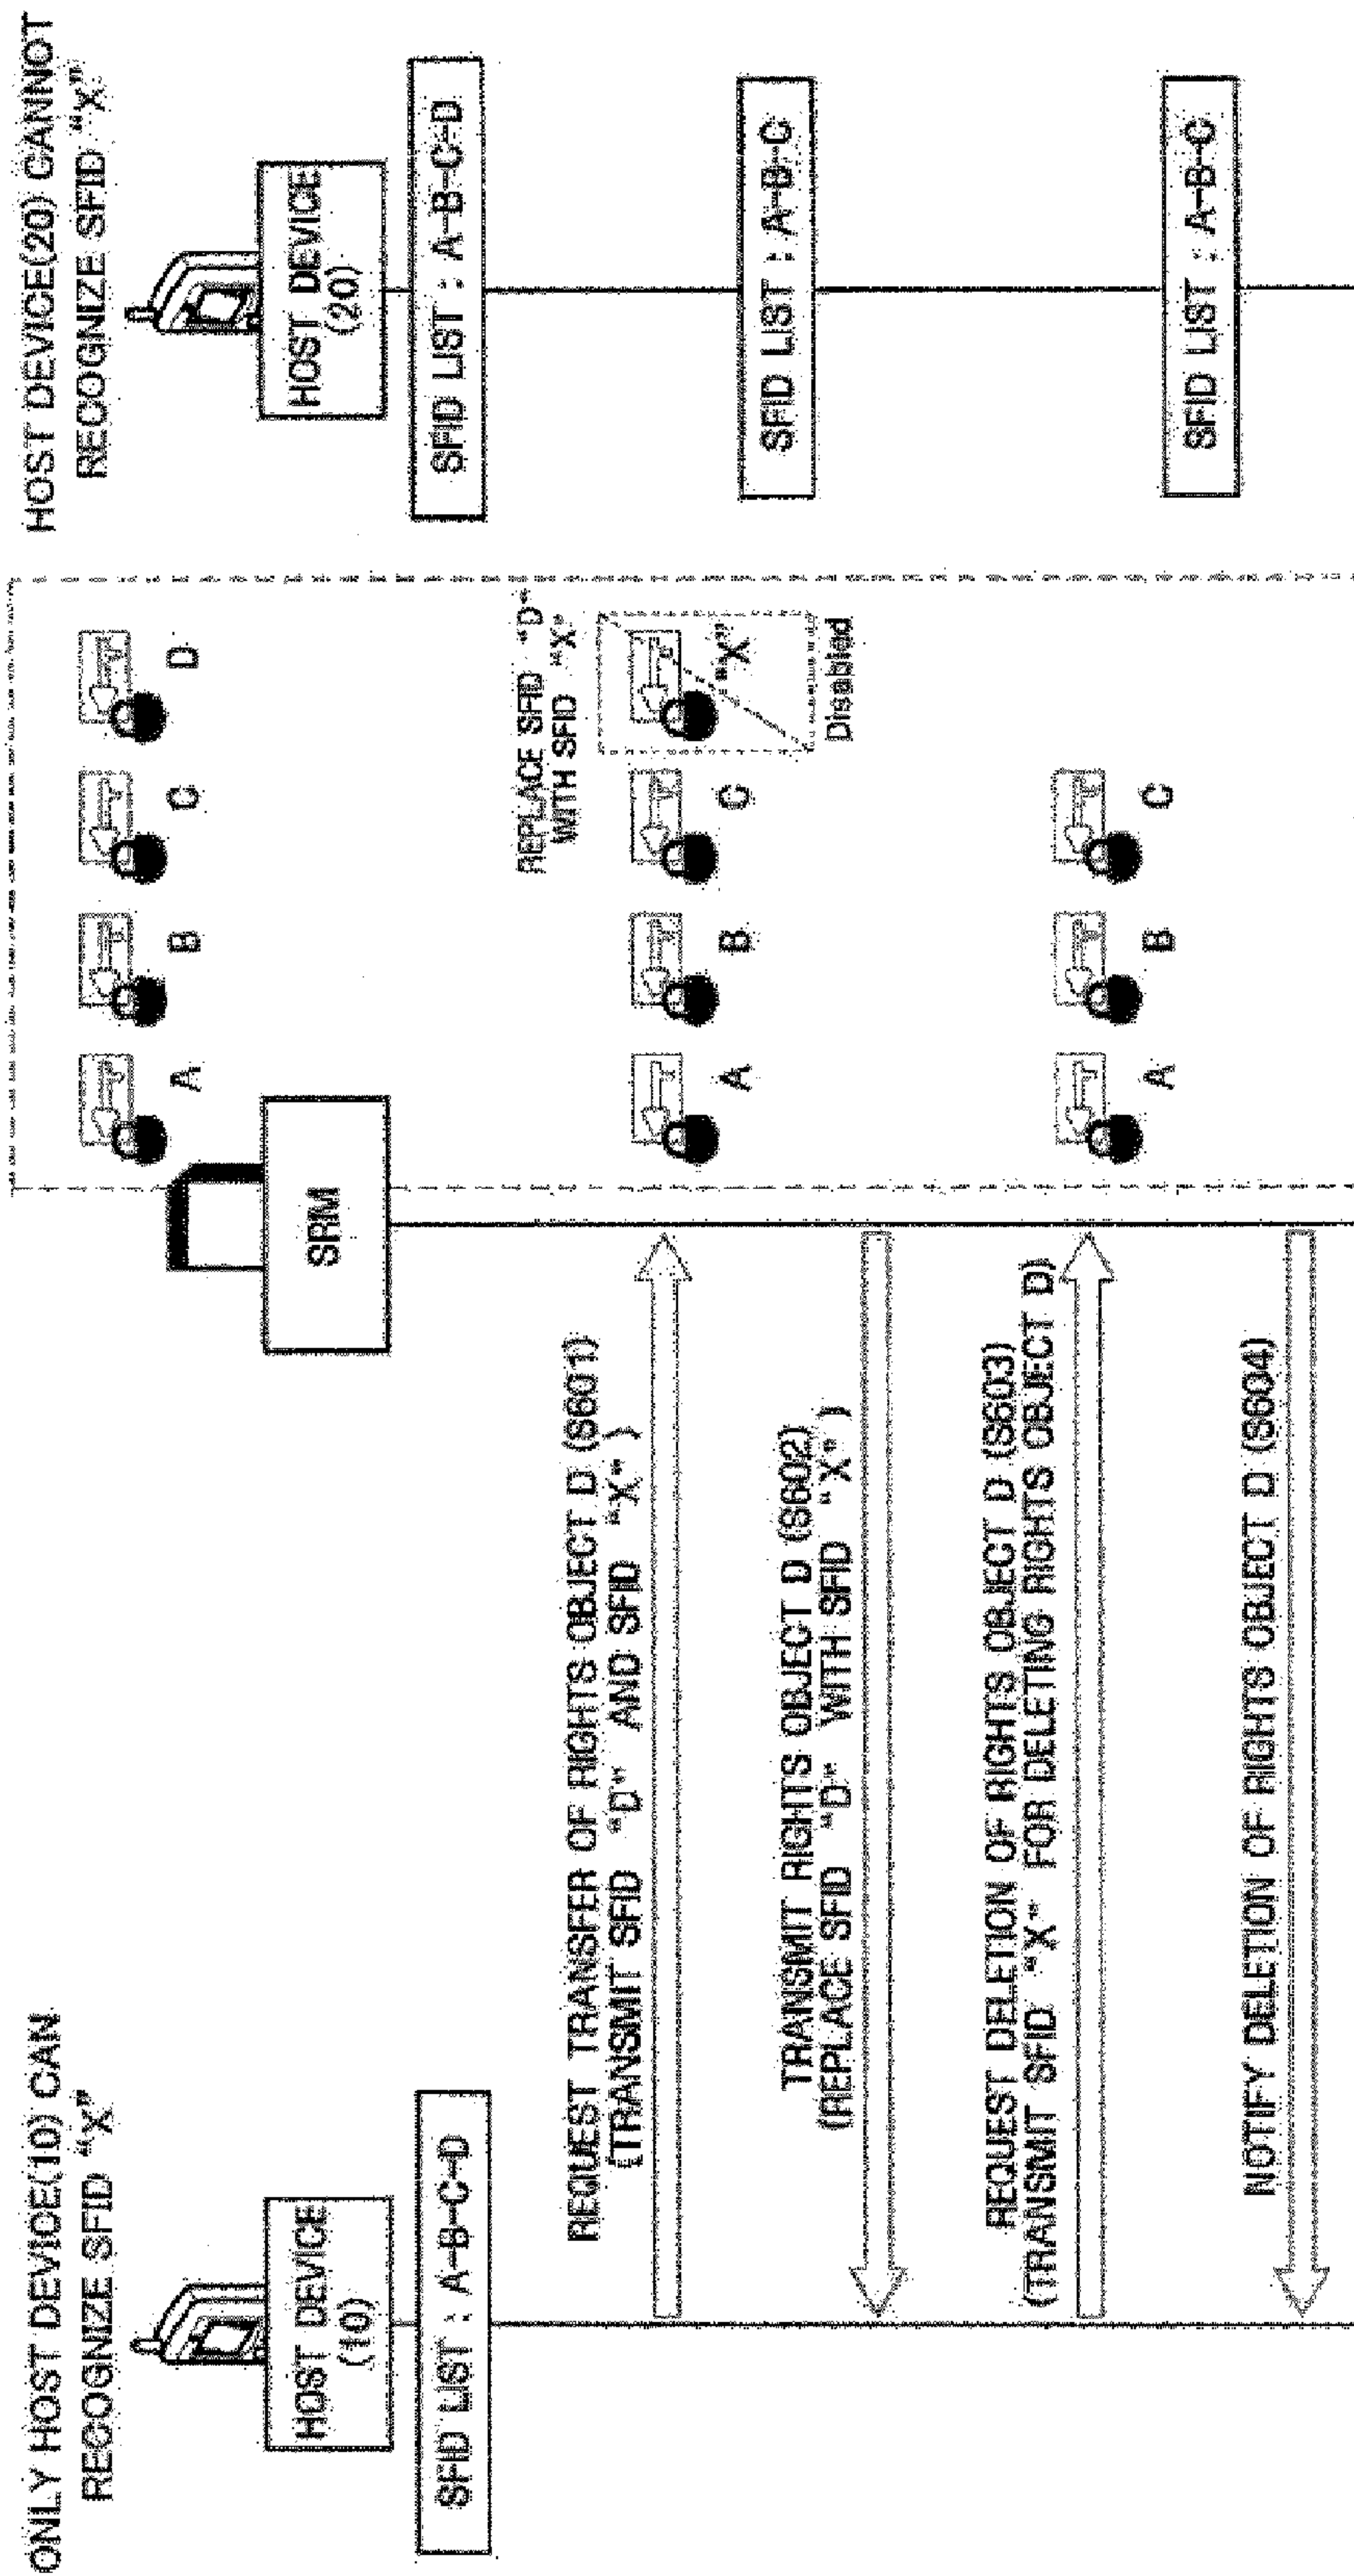 ONLY HOST DEVICE(10) CAN
RECOGNIZE SFID "X"
HOST DEVICE
(10)
SFID LIST : A-B-C-D
SRM
HOST DEVICE(20) CANNOT
RECOGNIZE SFID "X"
HOST DEVICE
(20)
SFID LIST : A-B-C-D
A
B
C
D
REQUEST TRANSFER OF RIGHTS OBJECT D (S601)
(TRANSMIT SFID "D" AND SFID "X")
REPLACE SFID "D"
WITH SFID "X"
A
B
C
"X"
Disabled
SFID LIST : A-B-C
TRANSMIT RIGHTS OBJECT D (S602)
(REPLACE SFID "D" WITH SFID "X")
REQUEST DELETION OF RIGHTS OBJECT D (S603)
(TRANSMIT SFID "X" FOR DELETING RIGHTS OBJECT D)
A
B
C
SFID LIST : A-B-C
NOTIFY DELETION OF RIGHTS OBJECT D (S604)